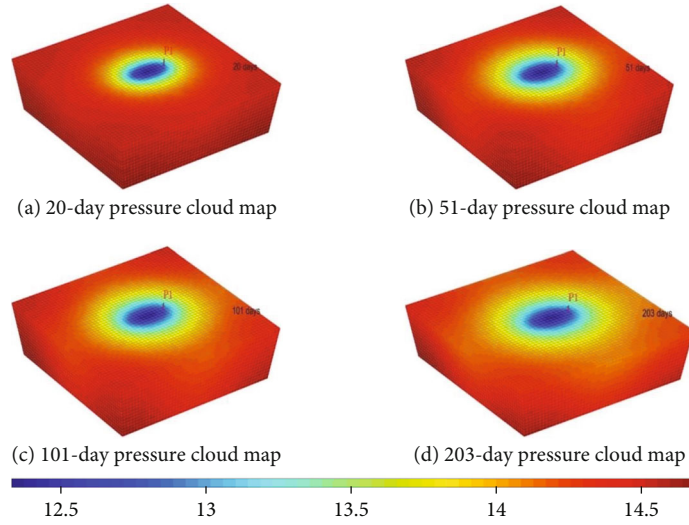 P1
20 days
P1
51 days
(a) 20-day pressure cloud map
(b) 51-day pressure cloud map
P1
101 days
P1
203 days
(c) 101-day pressure cloud map
(d) 203-day pressure cloud map
12.5 13 13.5 14 14.5